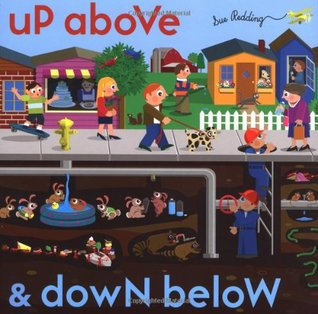 uP above
Sue Redding
& dowN beloW